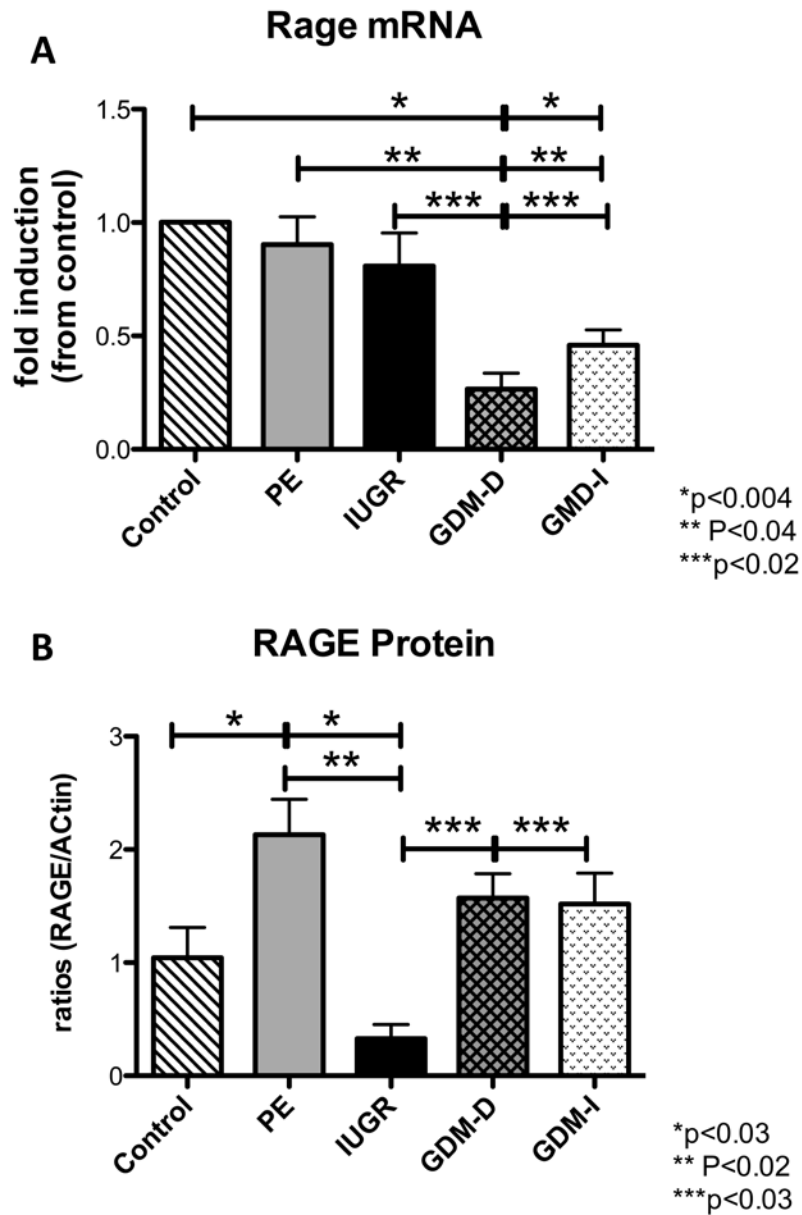 A
Rage mRNA
fold induction
(from control)
1.5
1.0
0.5
0.0
* *
** **
*** ***
Control PE IUGR GDM-D GMD-I
*p<0.004
** P<0.04
***p<0.02
B
RAGE Protein
ratios (RAGE/ACtin)
3
2
1
0
* *
**
*** ***
Control PE IUGR GDM-D GDM-I
*p<0.03
** P<0.02
***p<0.03